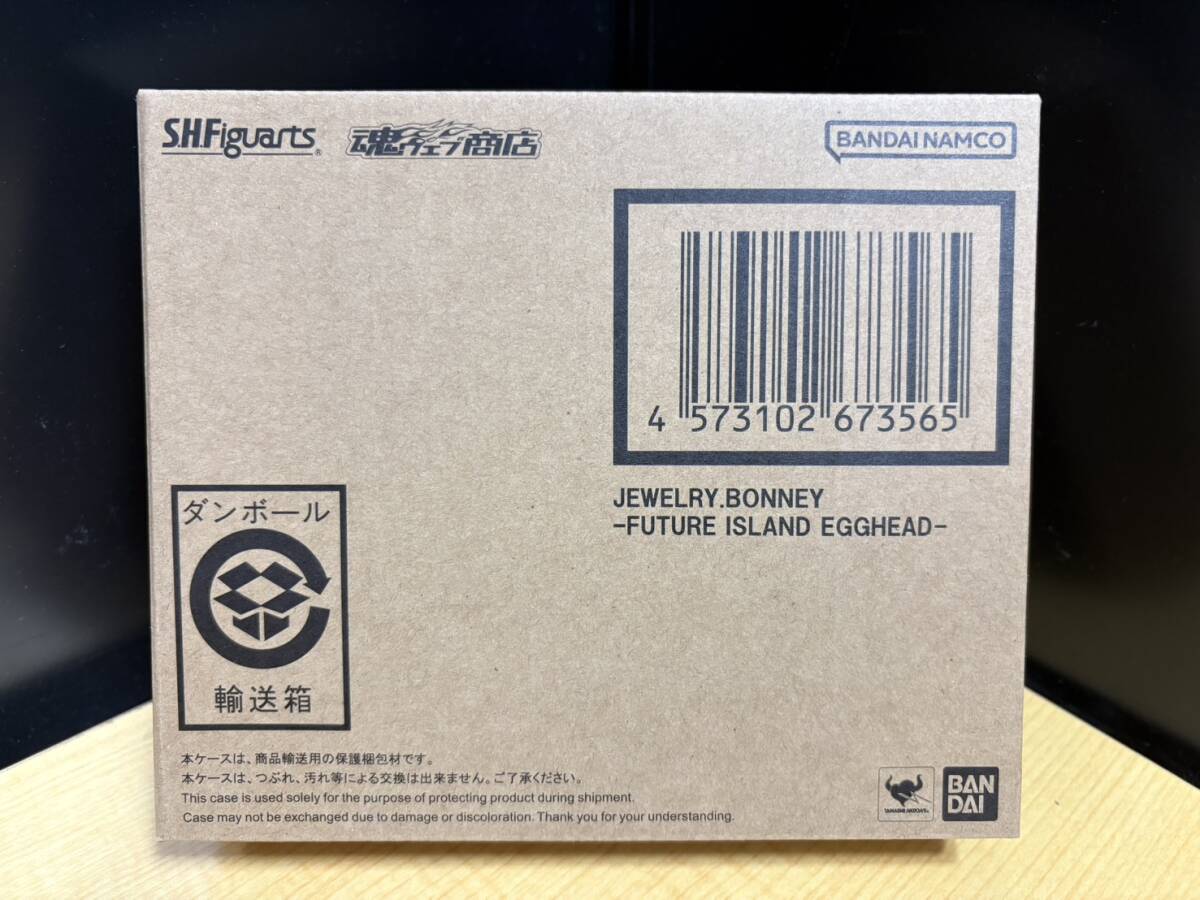 S.H.Figuarts®
魂ウェブ商店
BANDAI NAMCO
4 573102 673565
JEWELRY.BONNEY
-FUTURE ISLAND EGGHEAD-
ダンボール
輸送箱
本ケースは、商品輸送用の保護梱包材です。
本ケースは、つぶれ、汚れ等による交換は出来ません。ご了承ください。
This case is used solely for the purpose of protecting product during shipment.
Case may not be exchanged due to damage or discoloration. Thank you for your understanding.
TAMASHII NATIONS
BAN
DAI